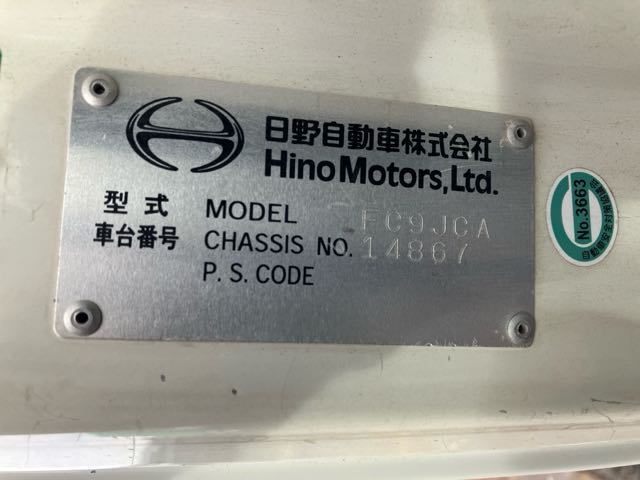 日野自動車株式会社
Hino Motors, Ltd.
型式 MODEL FC9JCA
車台番号 CHASSIS NO. 14867
P. S. CODE
No.3663